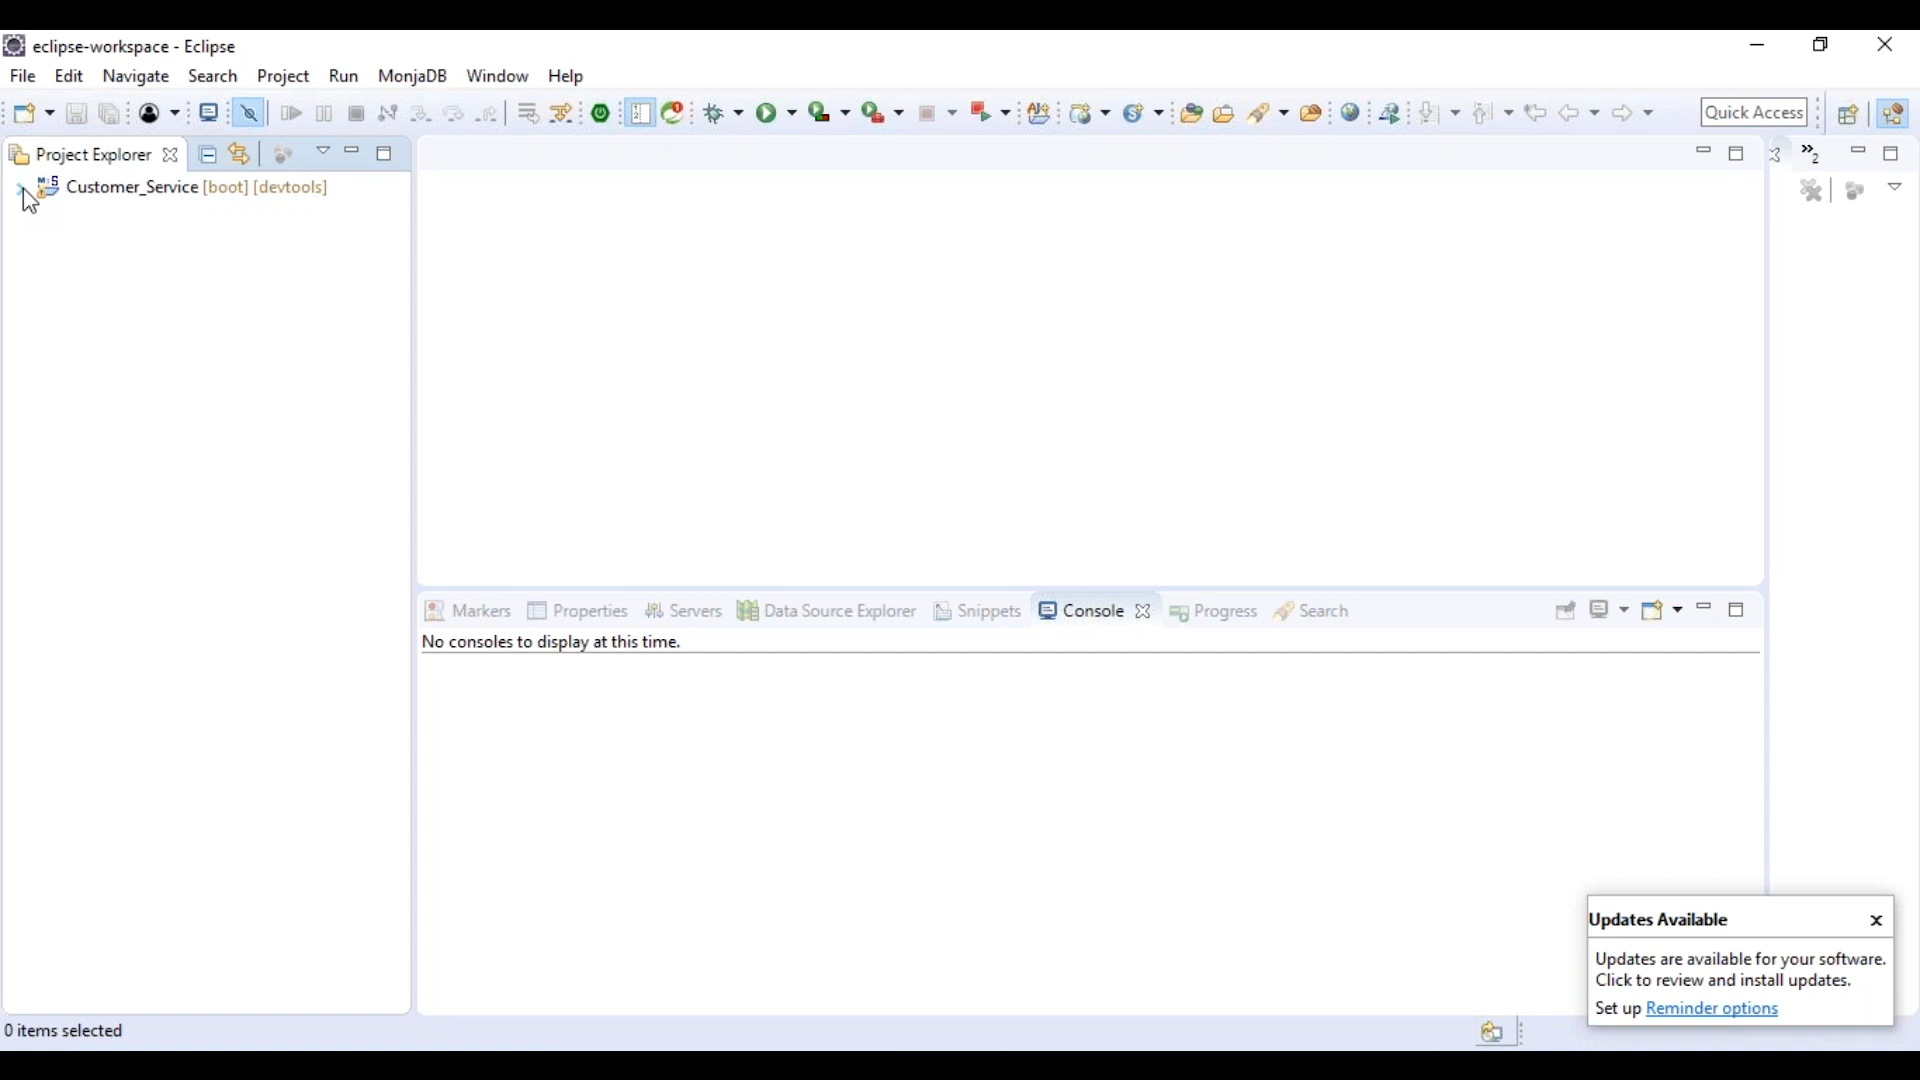 eclipse-workspace - Eclipse
File Edit Navigate Search Project Run MonjaDB Window Help
Quick Access
Project Explorer
Customer_Service [boot] [devtools]
Markers Properties Servers Data Source Explorer Snippets Console Progress Search
No consoles to display at this time.
Updates Available
Updates are available for your software.
Click to review and install updates.
Set up Reminder options
0 items selected